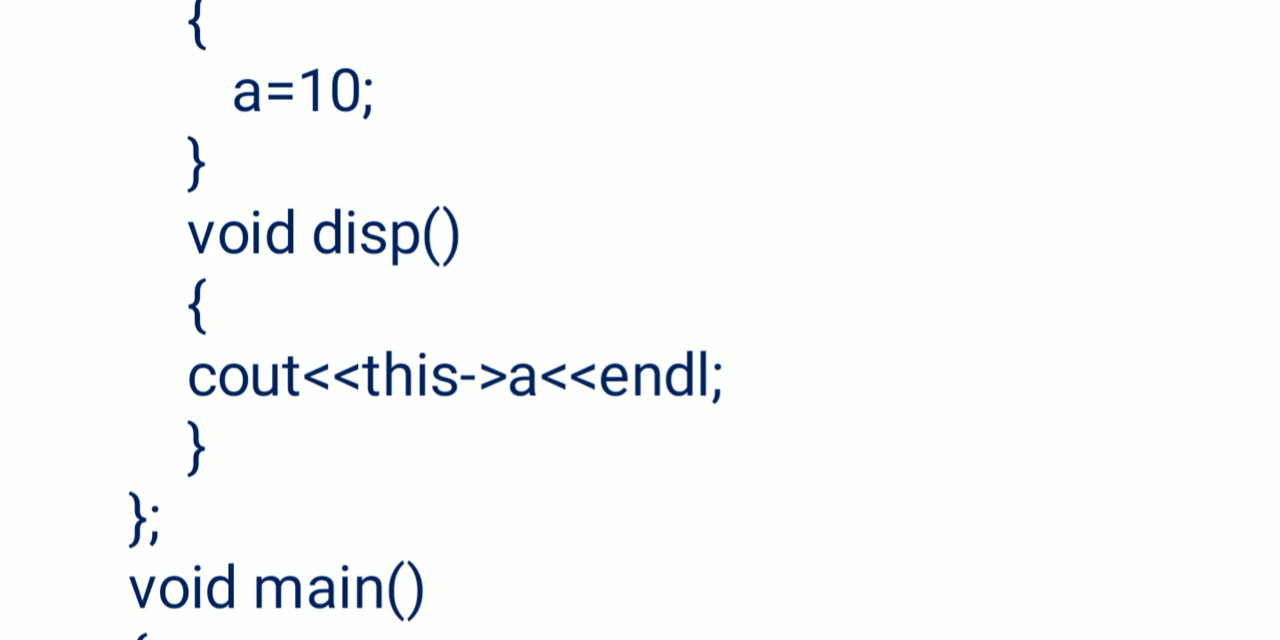 {
a=10;
}
void disp()
{
cout<<this->a<<endl;
}
};
void main()